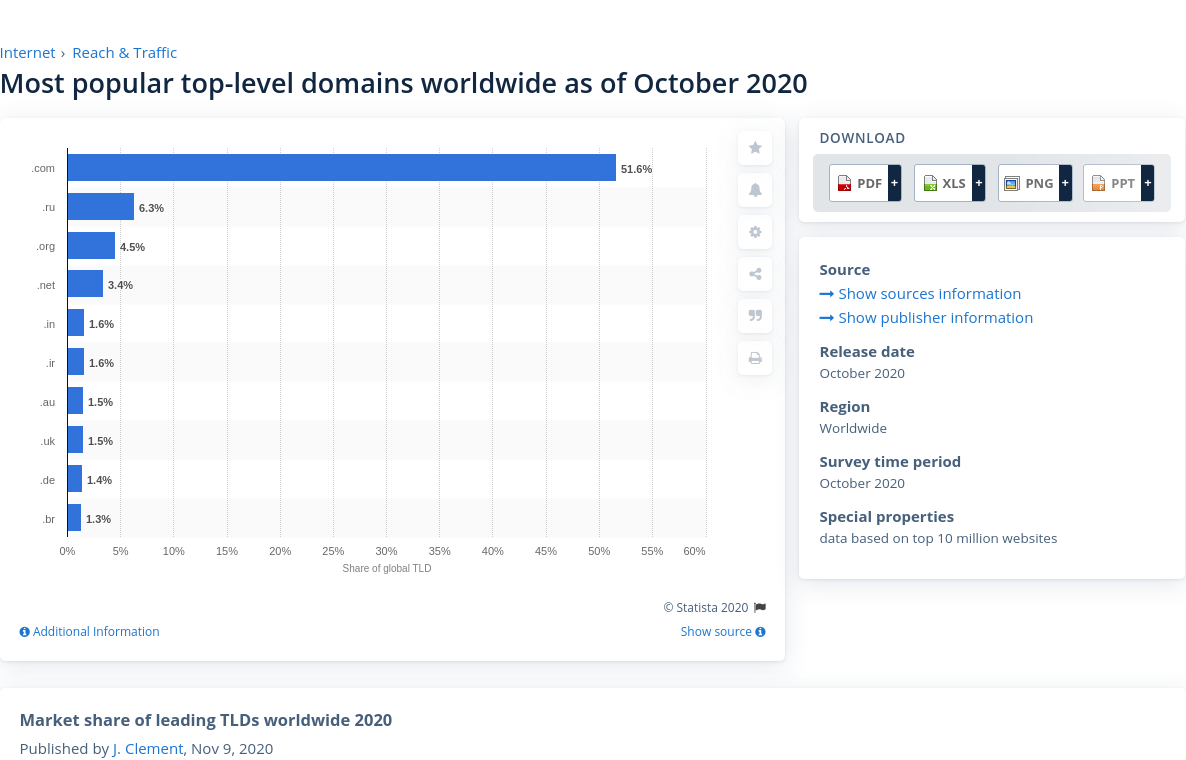 Internet › Reach & Traffic
Most popular top-level domains worldwide as of October 2020
.com 51.6%
.ru 6.3%
.org 4.5%
.net 3.4%
.in 1.6%
.ir 1.6%
.au 1.5%
.uk 1.5%
.de 1.4%
.br 1.3%
0% 5% 10% 15% 20% 25% 30% 35% 40% 45% 50% 55% 60%
Share of global TLD
© Statista 2020
Additional Information
Show source
DOWNLOAD
PDF + XLS + PNG + PPT +
Source
Show sources information
Show publisher information
Release date
October 2020
Region
Worldwide
Survey time period
October 2020
Special properties
data based on top 10 million websites
Market share of leading TLDs worldwide 2020
Published by J. Clement, Nov 9, 2020